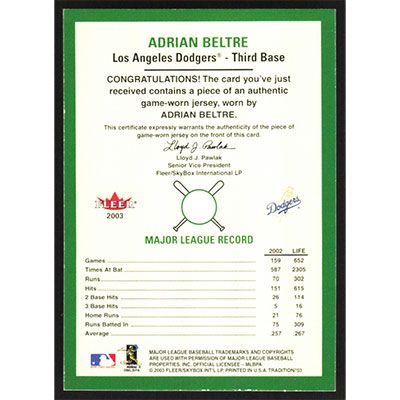 ADRIAN BELTRE
Los Angeles Dodgers® - Third Base
CONGRATULATIONS! The card you've just
received contains a piece of an authentic
game-worn jersey, worn by
ADRIAN BELTRE.
This certificate expressly warrants the authenticity of the piece of
game-worn jersey on the front of this card.
Lloyd J. Pawlak
Lloyd J. Pawlak
Senior Vice President
Fleer/SkyBox International LP
FLEER
2003
Dodgers
MAJOR LEAGUE RECORD
2002 LIFE
Games 159 652
Times At Bat 587 2305
Runs 70 302
Hits 151 615
2 Base Hits 26 114
3 Base Hits 5 16
Home Runs 21 76
Runs Batted In 75 309
Average .257 .267
MAJOR LEAGUE BASEBALL TRADEMARKS AND COPYRIGHTS
ARE USED WITH PERMISSION OF MAJOR LEAGUE BASEBALL
PROPERTIES, INC. OFFICIAL LICENSEE - MLBPA
© 2003 FLEER/SKYBOX INT'L LP. PRINTED IN U.S.A. TRADITION/'03